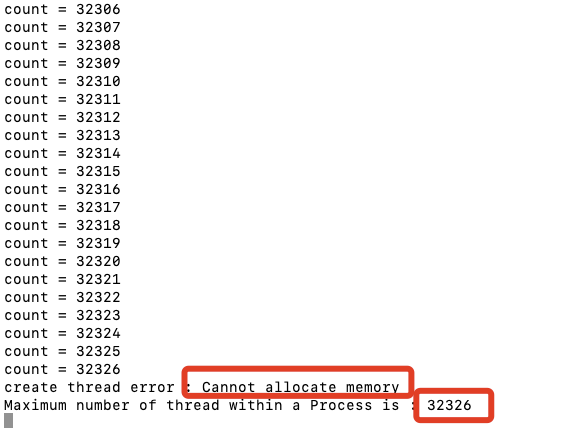 count = 32306
count = 32307
count = 32308
count = 32309
count = 32310
count = 32311
count = 32312
count = 32313
count = 32314
count = 32315
count = 32316
count = 32317
count = 32318
count = 32319
count = 32320
count = 32321
count = 32322
count = 32323
count = 32324
count = 32325
count = 32326
create thread error : Cannot allocate memory
Maximum number of thread within a Process is : 32326